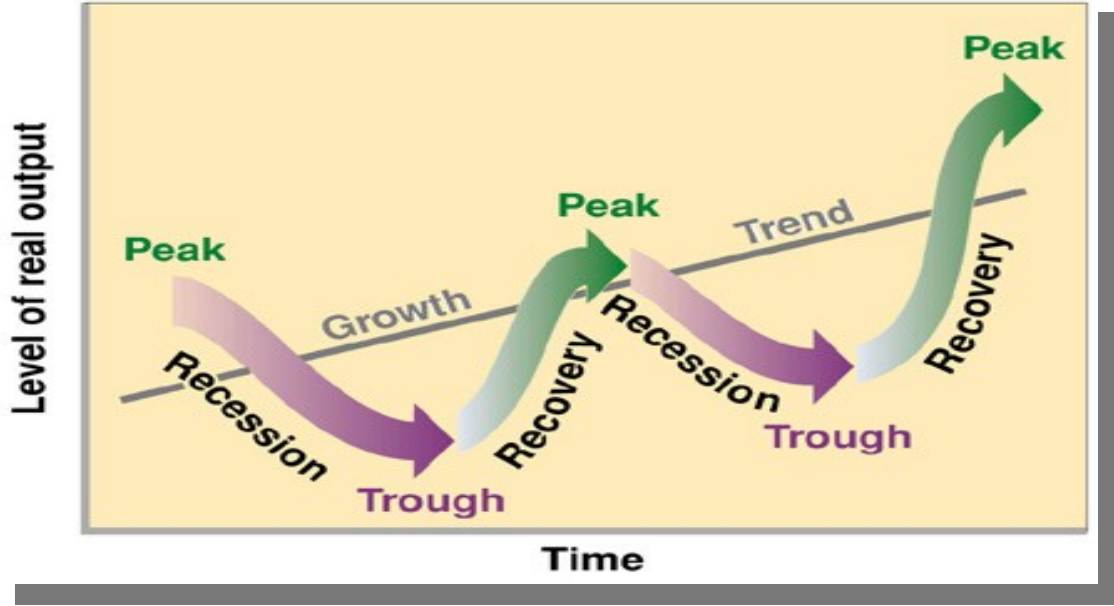 Peak
Peak
Peak
Level of real output
Growth
Trend
Recession
Recovery
Recession
Recovery
Trough
Trough
Time